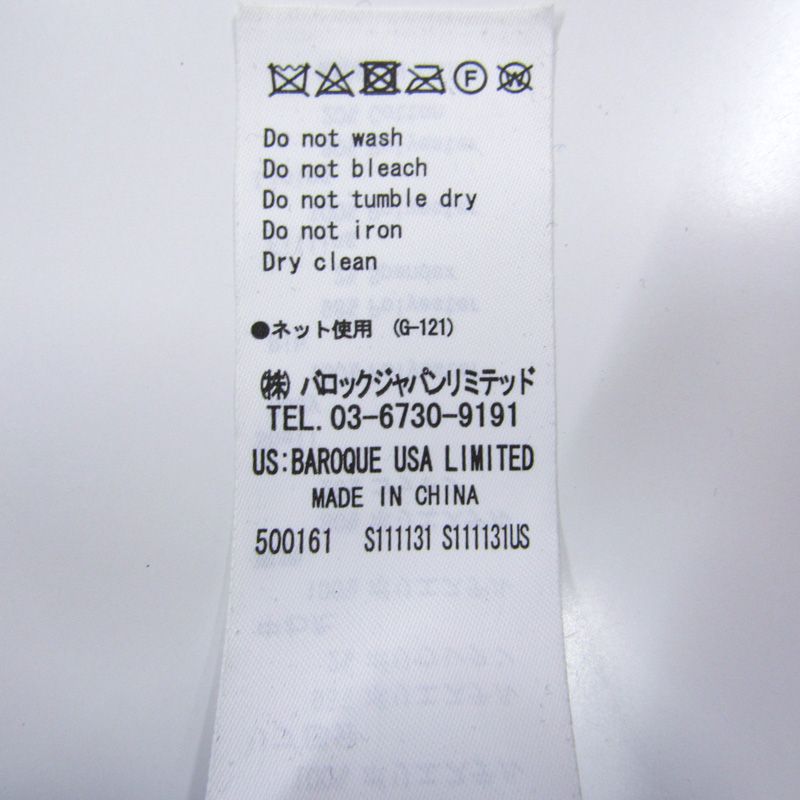 F W
Do not wash
Do not bleach
Do not tumble dry
Do not iron
Dry clean
●ネット使用 (G-121)
㈱ バロックジャパンリミテッド
TEL. 03-6730-9191
US:BAROQUE USA LIMITED
MADE IN CHINA
500161 S111131 S111131US